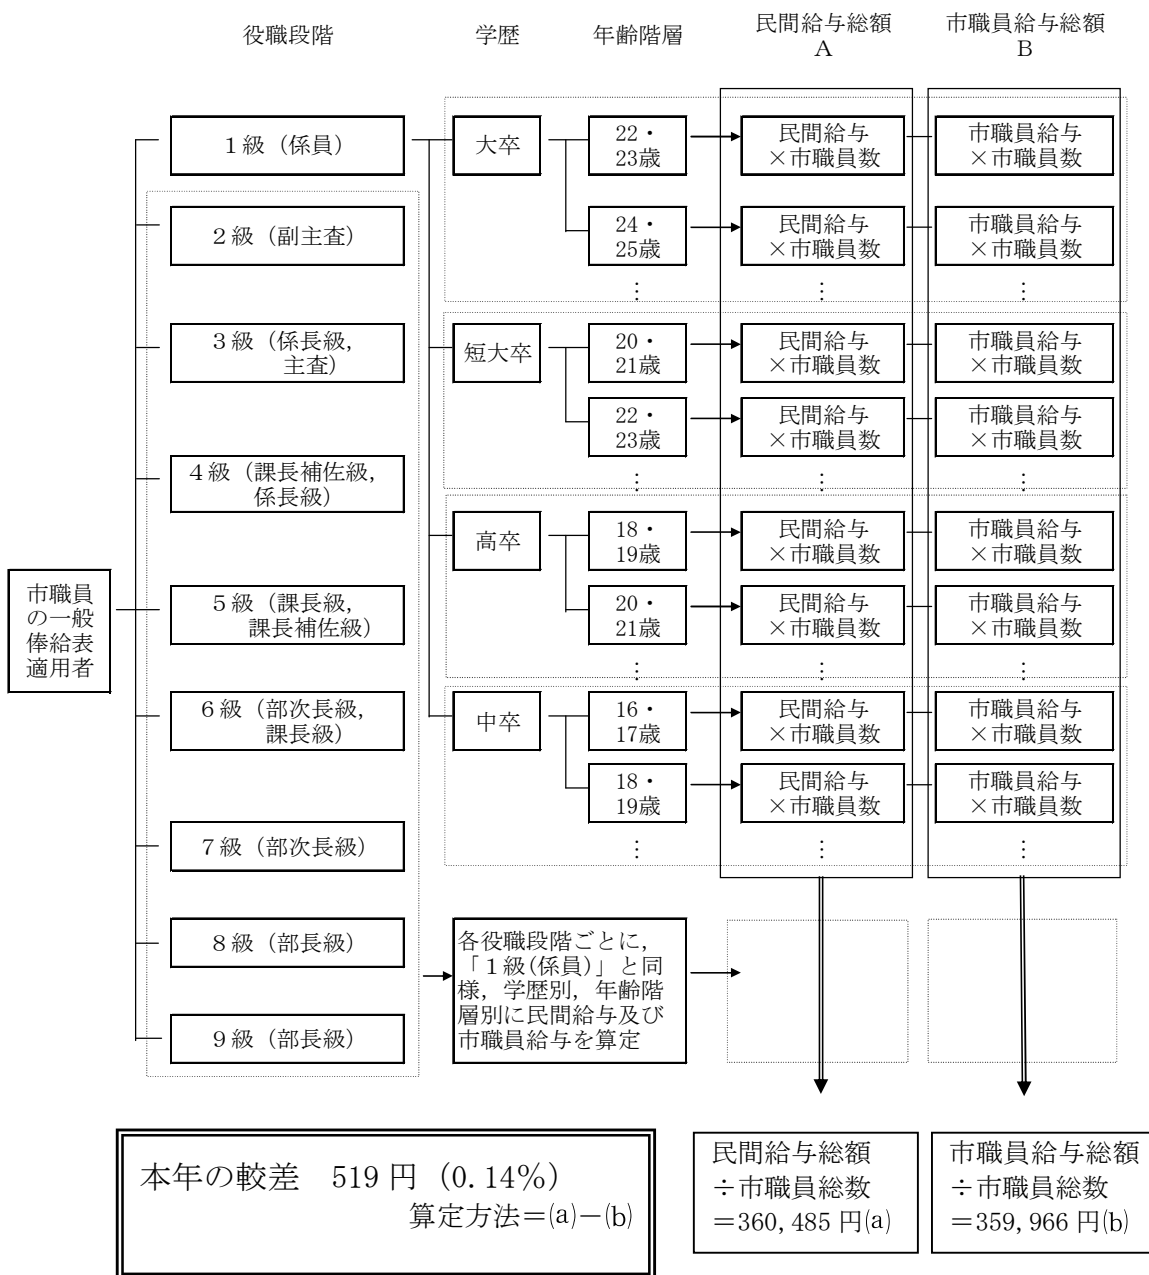 役職段階
学歴
年齢階層
民間給与総額
A
市職員給与総額
B
市職員
の一般
俸給表
適用者
1級（係員）
2級（副主査）
3級（係長級，
主査）
4級（課長補佐級，
係長級）
5級（課長級，
課長補佐級）
6級（部次長級，
課長級）
7級（部次長級）
8級（部長級）
9級（部長級）
大卒
22・
23歳
民間給与
×市職員数
市職員給与
×市職員数
24・
25歳
民間給与
×市職員数
市職員給与
×市職員数
⋮
⋮
⋮
短大卒
20・
21歳
民間給与
×市職員数
市職員給与
×市職員数
22・
23歳
民間給与
×市職員数
市職員給与
×市職員数
⋮
⋮
⋮
高卒
18・
19歳
民間給与
×市職員数
市職員給与
×市職員数
20・
21歳
民間給与
×市職員数
市職員給与
×市職員数
⋮
⋮
⋮
中卒
16・
17歳
民間給与
×市職員数
市職員給与
×市職員数
18・
19歳
民間給与
×市職員数
市職員給与
×市職員数
⋮
⋮
⋮
各役職段階ごとに，
「1級(係員)」と同
様，学歴別，年齢階
層別に民間給与及び
市職員給与を算定
本年の較差　519円（0.14%）
算定方法＝(a)－(b)
民間給与総額
÷市職員総数
＝360,485円(a)
市職員給与総額
÷市職員総数
＝359,966円(b)